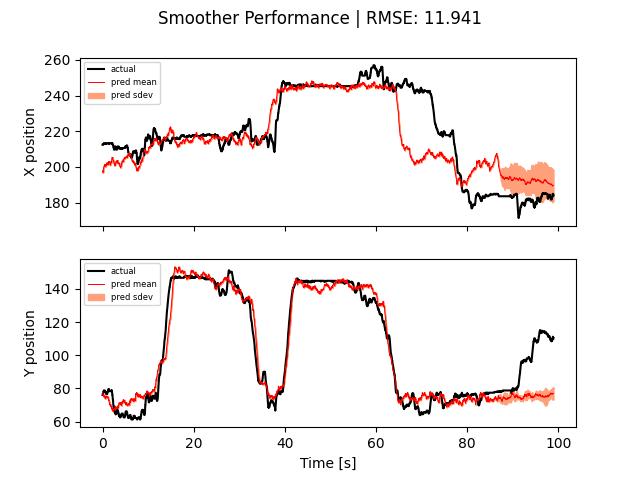 Smoother Performance | RMSE: 11.941
260
240
220
200
180
X position
actual
pred mean
pred sdev
140
120
100
80
60
Y position
actual
pred mean
pred sdev
0 20 40 60 80 100
Time [s]